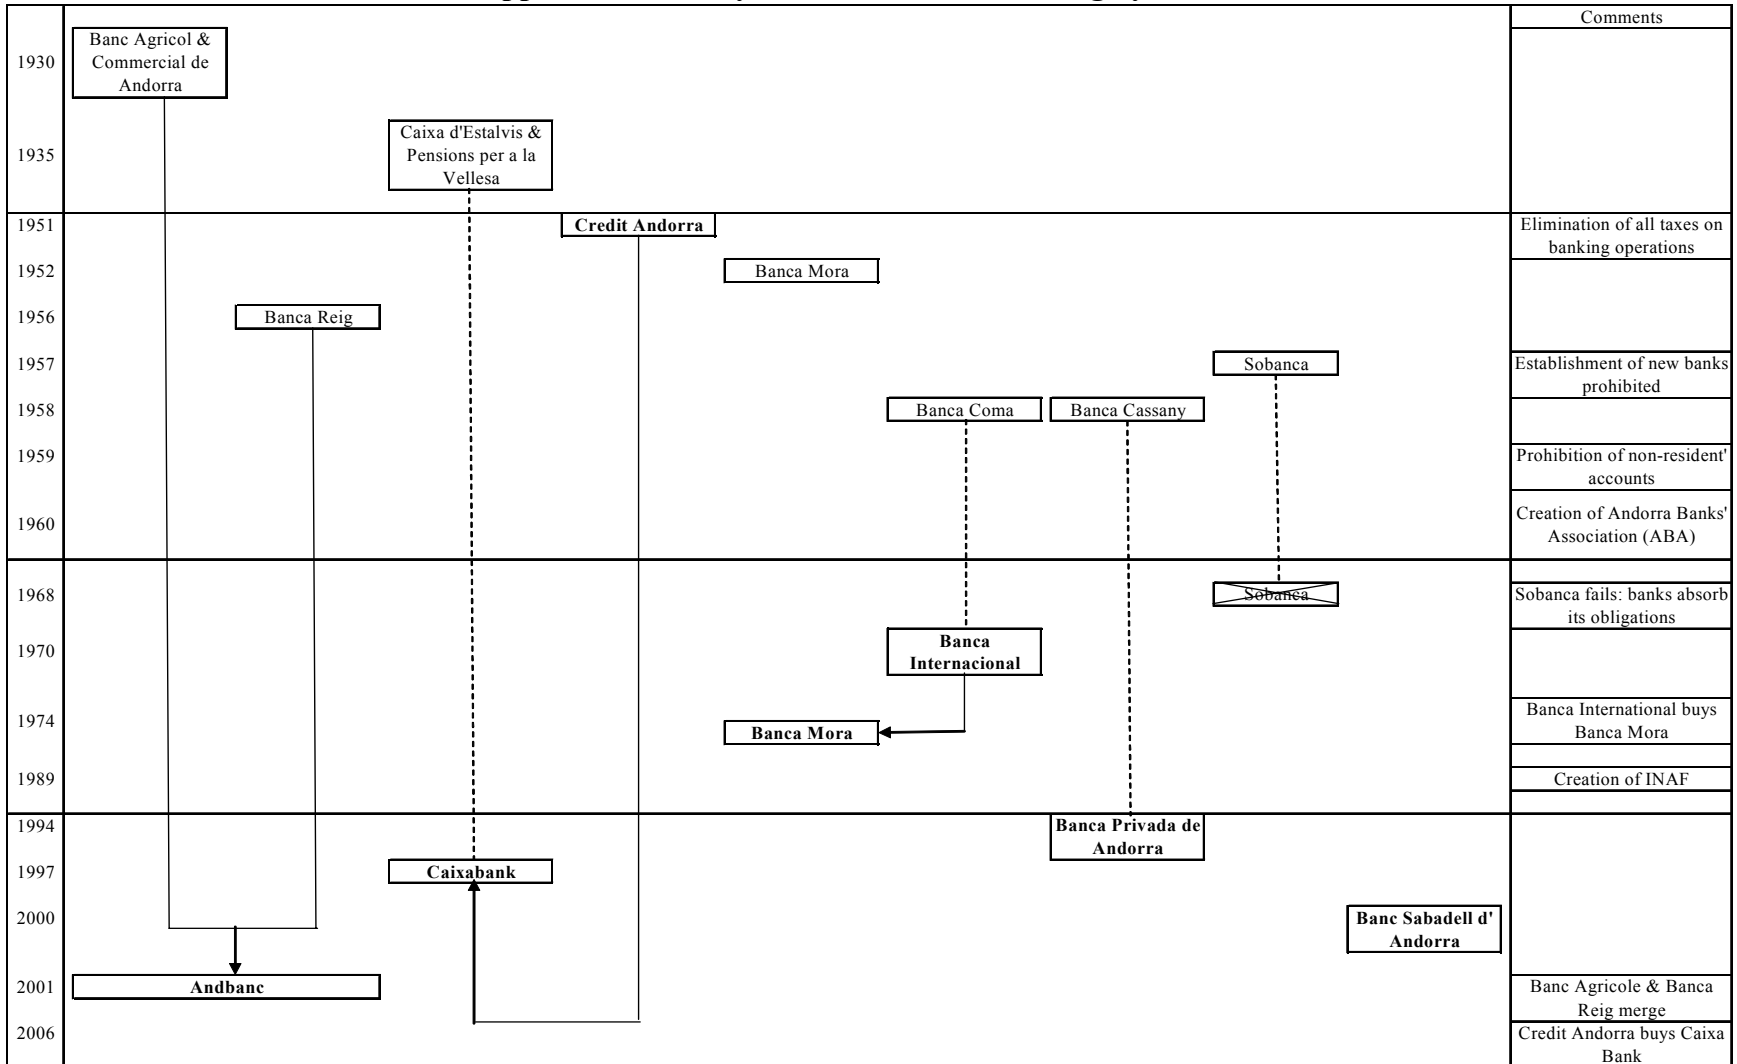 Comments
Banc Agricol &
1930
Commercial de
Andorra
Caixa d'Estalvis &
1935
Pensions per a la
Vellesa
1951
Credit Andorra
Elimination of all taxes on
banking operations
1952
Banca Mora
1956
Banca Reig
1957
Sobanca
Establishment of new banks
prohibited
1958
Banca Coma
Banca Cassany
1959
Prohibition of non-resident'
accounts
1960
Creation of Andorra Banks'
Association (ABA)
1968
Sobanca
Sobanca fails: banks absorb
its obligations
1970
Banca
Internacional
1974
Banca Mora
Banca International buys
Banca Mora
1989
Creation of INAF
1994
Banca Privada de
Andorra
1997
Caixabank
2000
Banc Sabadell d'
Andorra
2001
Andbanc
Banc Agricole & Banca
Reig merge
2006
Credit Andorra buys Caixa
Bank